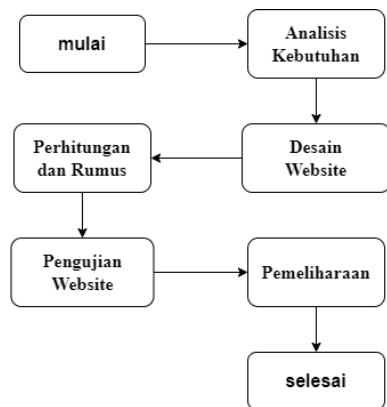 mulai
Analisis
Kebutuhan
Desain
Website
Perhitungan
dan Rumus
Pengujian
Website
Pemeliharaan
selesai